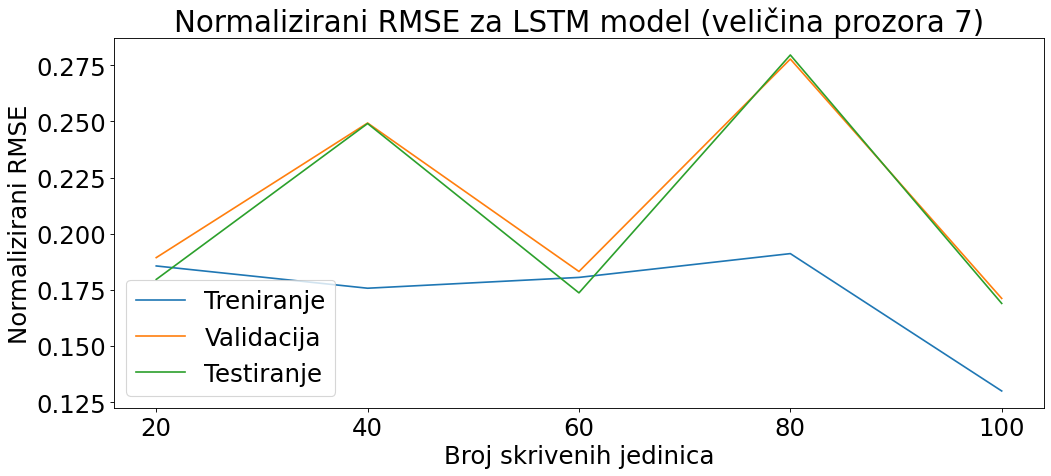 Normalizirani RMSE za LSTM model (veličina prozora 7)
Normalizirani RMSE
0.275
0.250
0.225
0.200
0.175
0.150
0.125
Treniranje
Validacija
Testiranje
20 40 60 80 100
Broj skrivenih jedinica